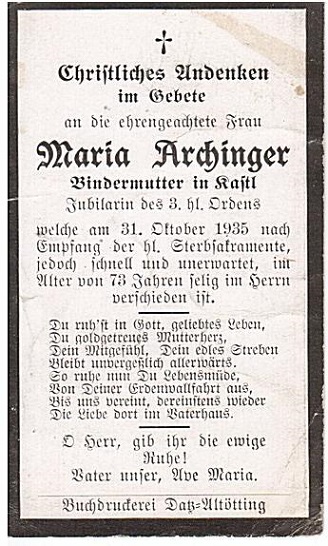 Christliches Andenken
im Gebete
an die ehrengeachtete Frau
Maria Archinger
Bindermutter in Kastl
Jubilarin des 3. hl. Ordens
welche am 31. Oktober 1935 nach
Empfang der hl. Sterbsakramente,
jedoch schnell und unerwartet, im
Alter von 73 Jahren selig im Herrn
verschieden ist.
Du ruh'st in Gott, geliebtes Leben,
Du goldgetreues Mutterherz,
Dein Mitgefühl, Dein edles Streben
Bleibt unvergeßlich allerwärts.
So ruhe nun Du Lebensmüde,
Von Deiner Erdenwallfahrt aus,
Bis uns vereint, dereinstens wieder
Die Liebe dort im Vaterhaus.
O Herr, gib ihr die ewige
Ruhe!
Vater unser, Ave Maria.
Buchdruckerei Datz-Altötting